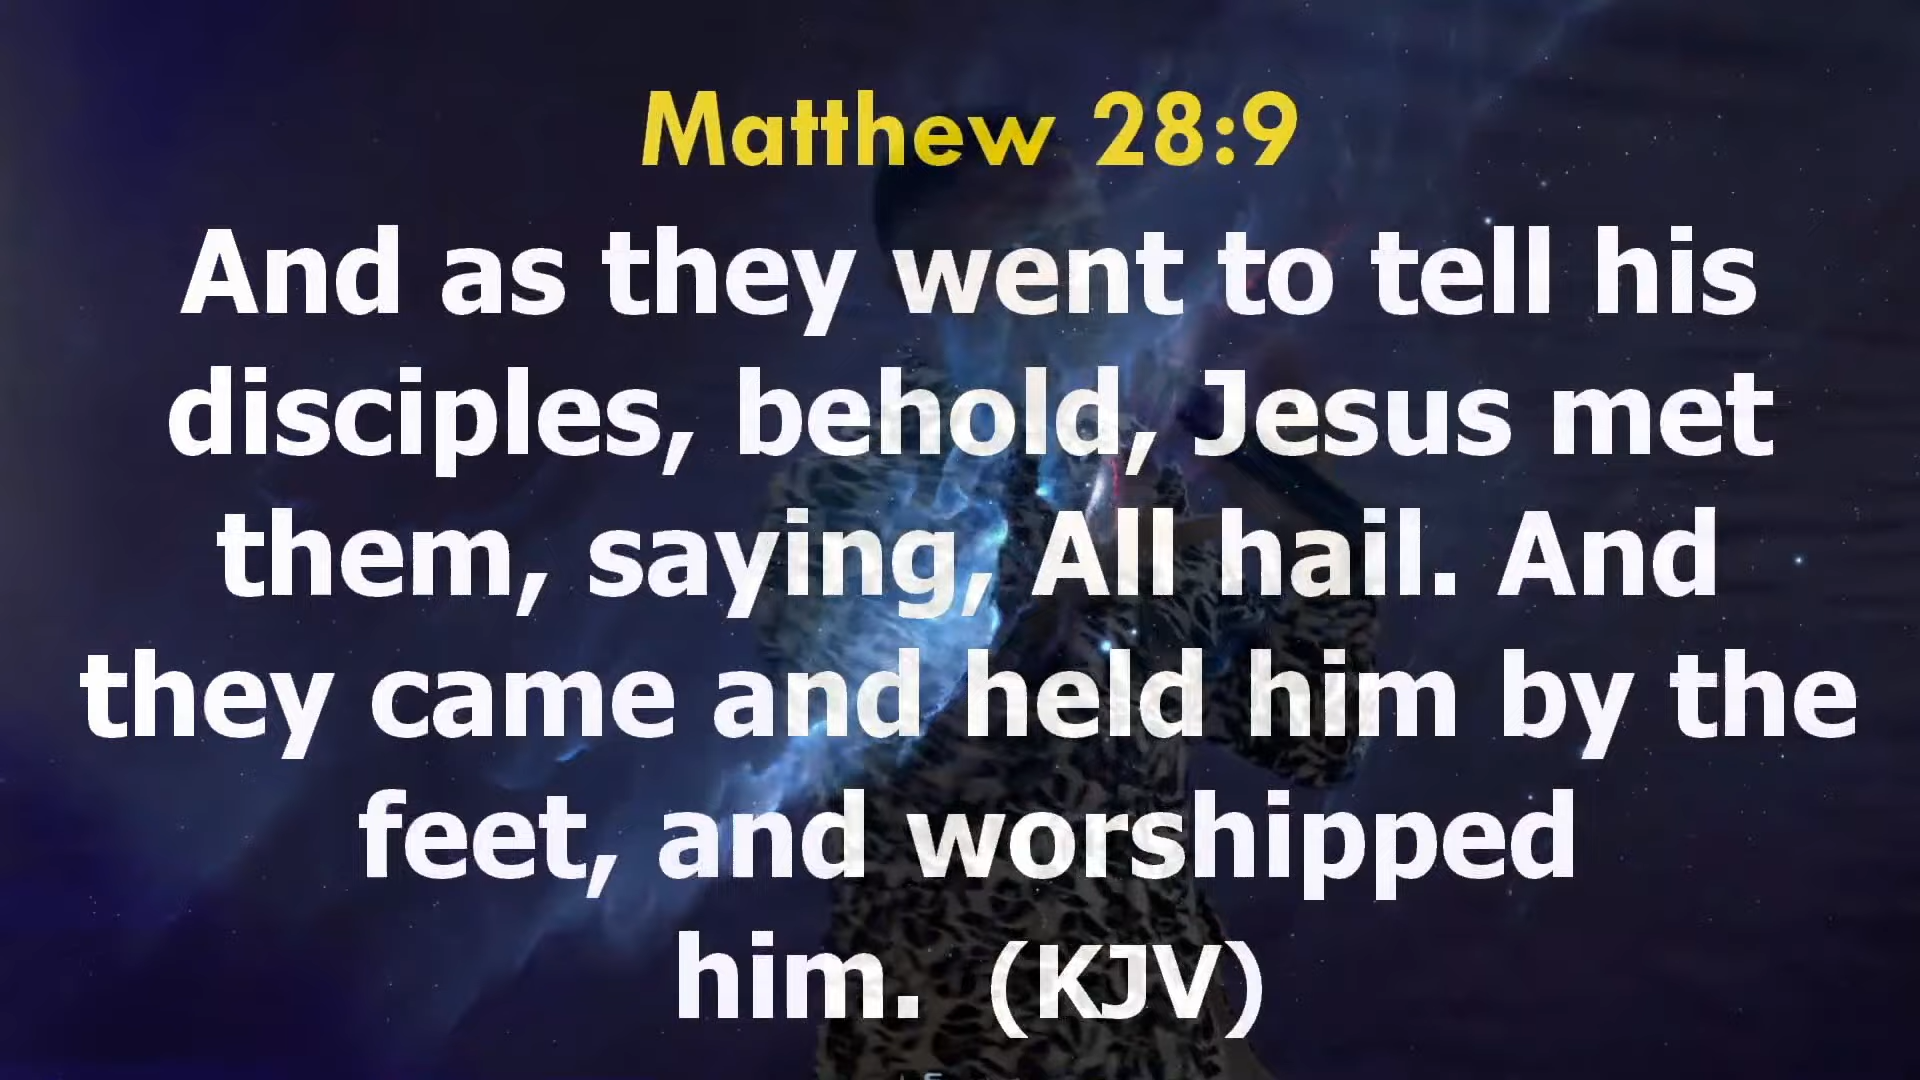 Matthew 28:9
And as they went to tell his
disciples, behold, Jesus met
them, saying, All hail. And
they came and held him by the
feet, and worshipped
him. (KJV)